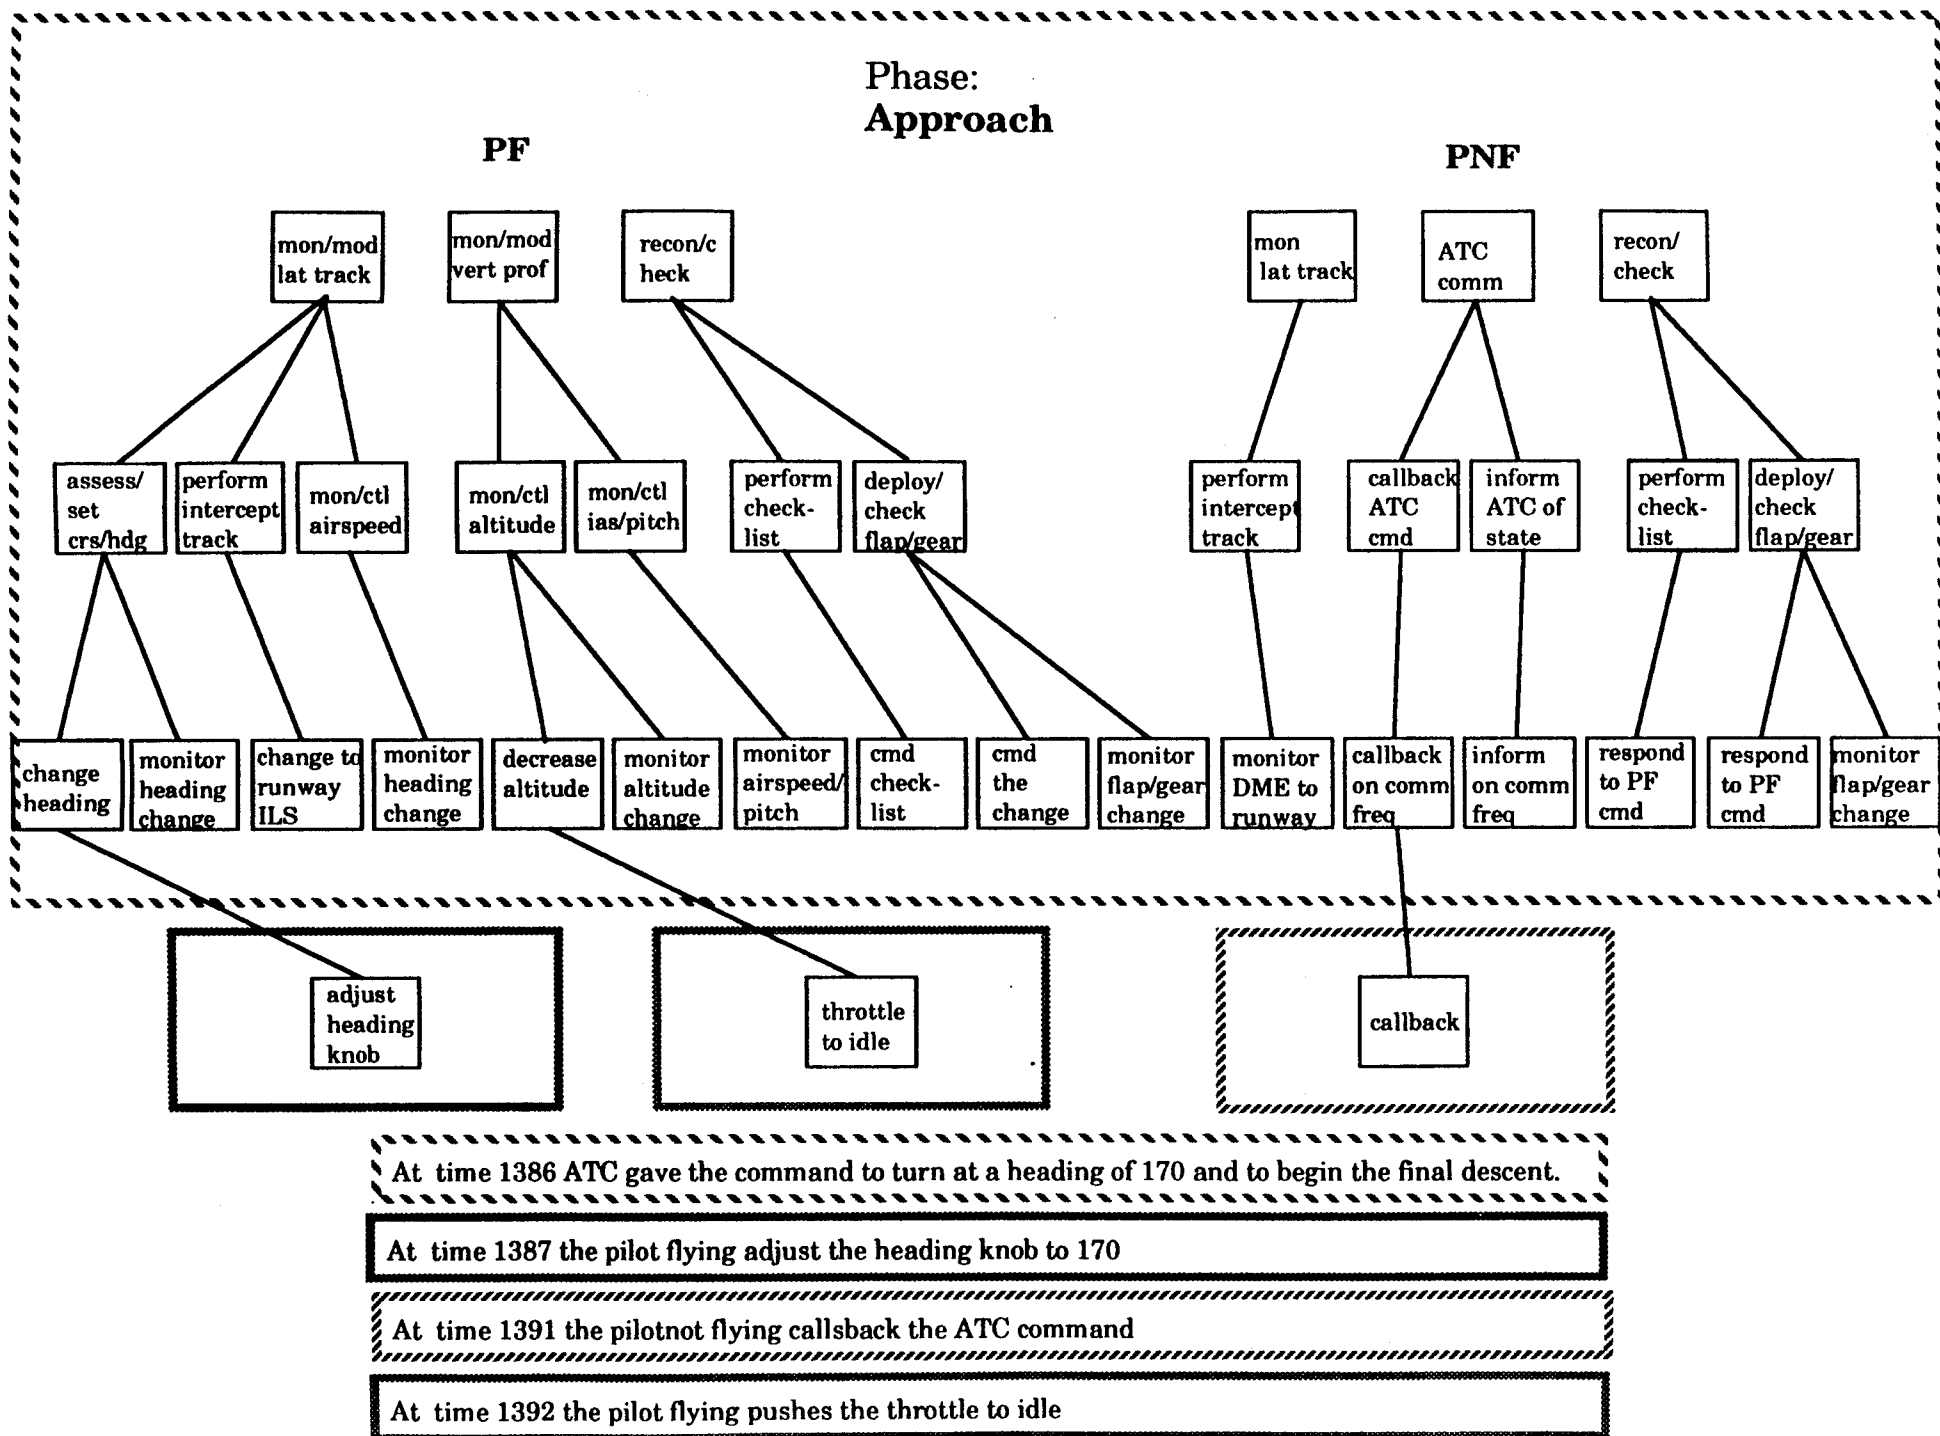 Phase:
Approach
PF
PNF
mon/mod
lat track
mon/mod
vert prof
recon/c
heck
mon
lat track
ATC
comm
recon/
check
assess/
set
crs/hdg
perform
intercept
track
mon/ctl
airspeed
mon/ctl
altitude
mon/ctl
ias/pitch
perform
check-
list
deploy/
check
flap/gear
perform
intercept
track
callback
ATC
cmd
inform
ATC of
state
perform
check-
list
deploy/
check
flap/gear
change
heading
monitor
heading
change
change to
runway
ILS
monitor
heading
change
decrease
altitude
monitor
altitude
change
monitor
airspeed/
pitch
cmd
check-
list
cmd
the
change
monitor
flap/gear
change
monitor
DME to
runway
callback
on comm
freq
inform
on comm
freq
respond
to PF
cmd
respond
to PF
cmd
monitor
flap/gear
change
adjust
heading
knob
throttle
to idle
callback
At time 1386 ATC gave the command to turn at a heading of 170 and to begin the final descent.
At time 1387 the pilot flying adjust the heading knob to 170
At time 1391 the pilotnot flying callsback the ATC command
At time 1392 the pilot flying pushes the throttle to idle